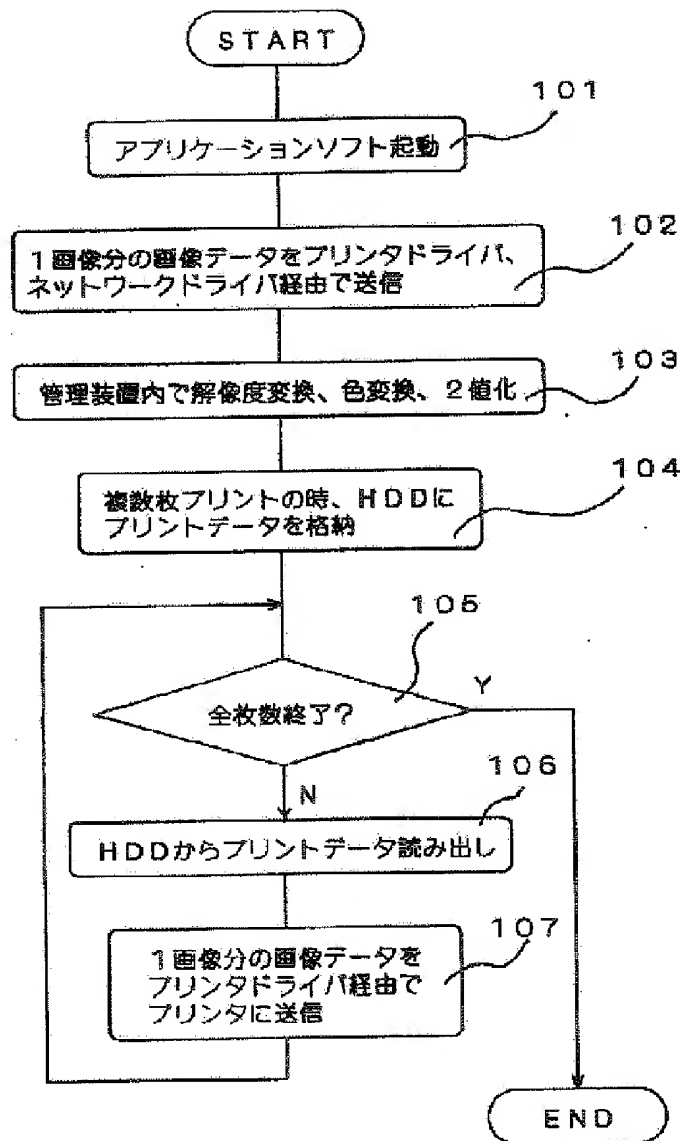 START
101
アプリケーションソフト起動
102
1画像分の画像データをプリンタドライバ、
ネットワークドライバ経由で送信
103
管理装置内で解像度変換、色変換、2値化
104
複数枚プリントの時、HDDに
プリントデータを格納
105
全枚数終了?
Y
N
106
HDDからプリントデータ読み出し
107
1画像分の画像データを
プリンタドライバ経由で
プリンタに送信
END